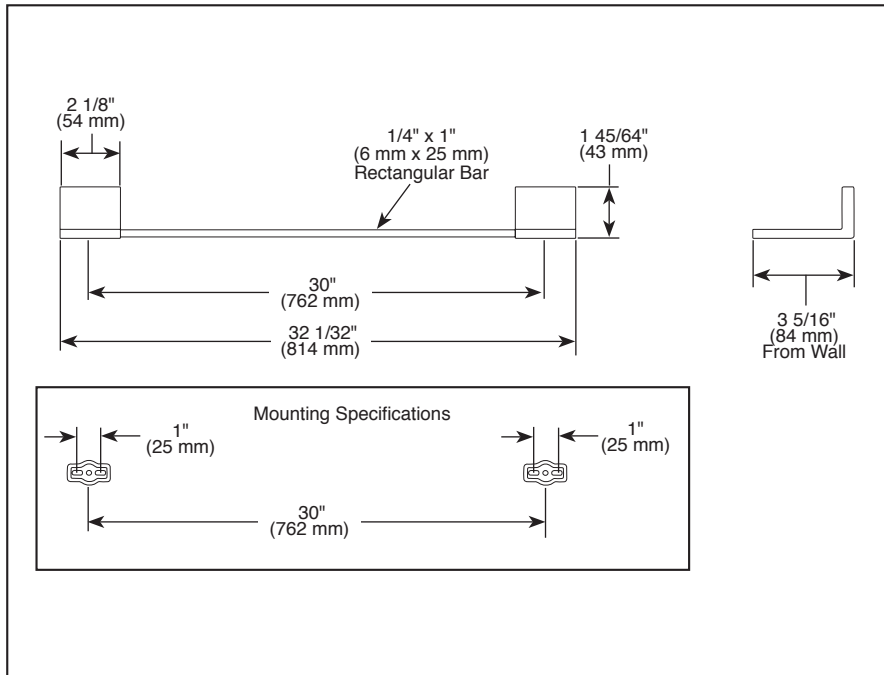 2 1/8"
(54 mm)
1/4" x 1"
(6 mm x 25 mm)
Rectangular Bar
1 45/64"
(43 mm)
30"
(762 mm)
32 1/32"
(814 mm)
3 5/16"
(84 mm)
From Wall
Mounting Specifications
1"
(25 mm)
1"
(25 mm)
30"
(762 mm)